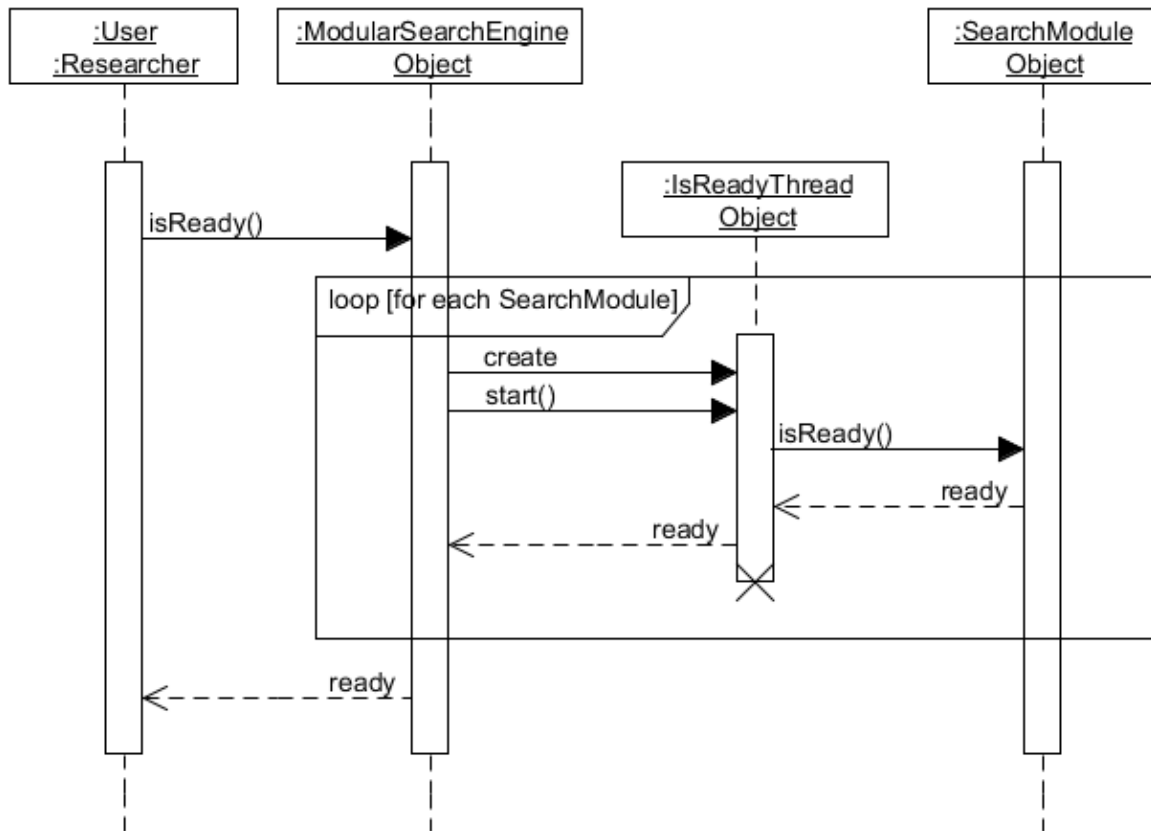 :User
:Researcher
:ModularSearchEngine
Object
:SearchModule
Object
:IsReadyThread
Object
isReady()
loop [for each SearchModule]
create
start()
isReady()
ready
ready
ready